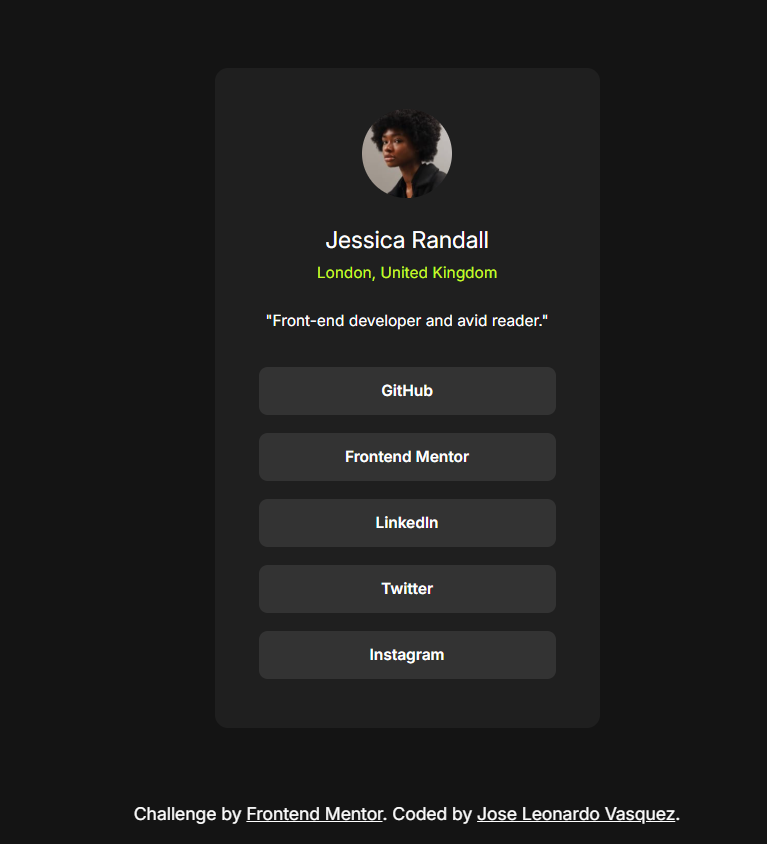 Jessica Randall
London, United Kingdom
"Front-end developer and avid reader."
GitHub
Frontend Mentor
LinkedIn
Twitter
Instagram
Challenge by Frontend Mentor. Coded by Jose Leonardo Vasquez.